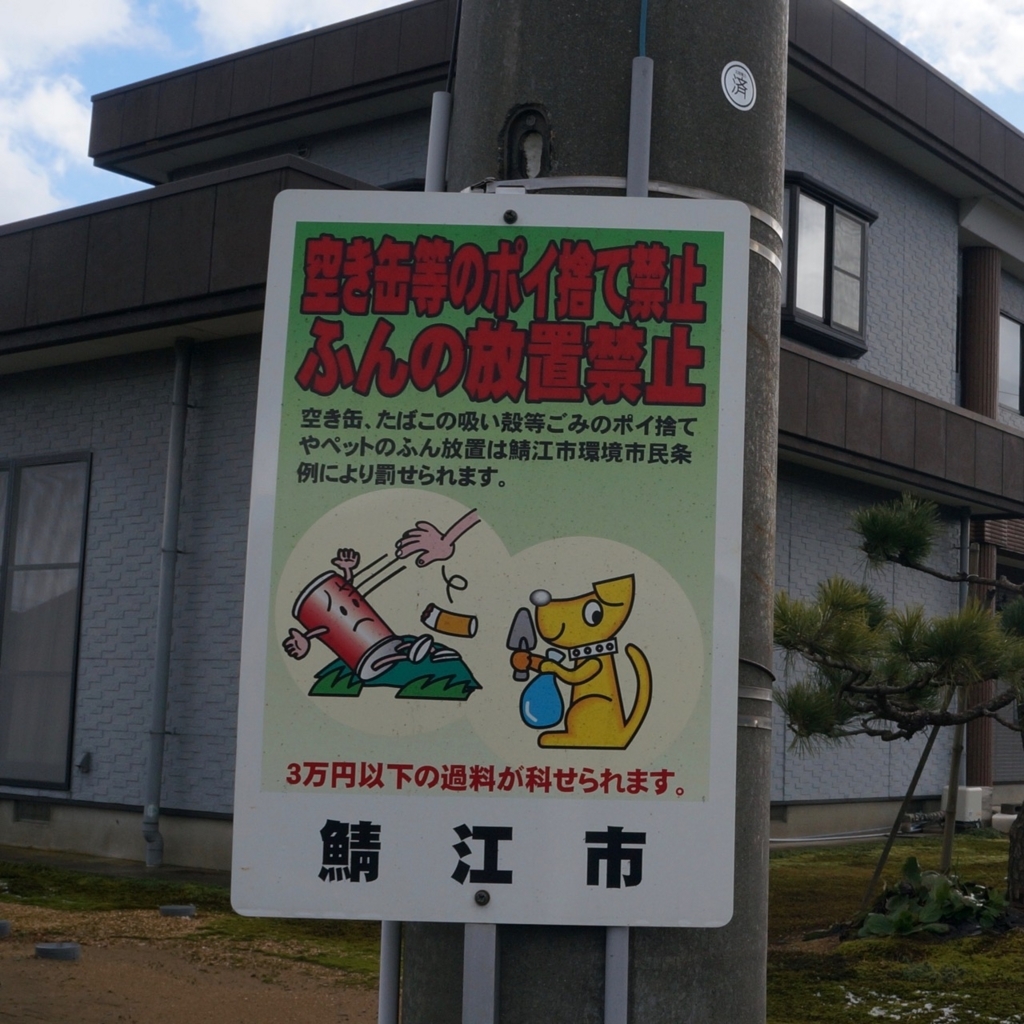 済
空き缶等のポイ捨て禁止
ふんの放置禁止
空き缶、たばこの吸い殻等ごみのポイ捨て
やペットのふん放置は鯖江市環境市民条
例により罰せられます。
3万円以下の過料が科せられます。
鯖江市